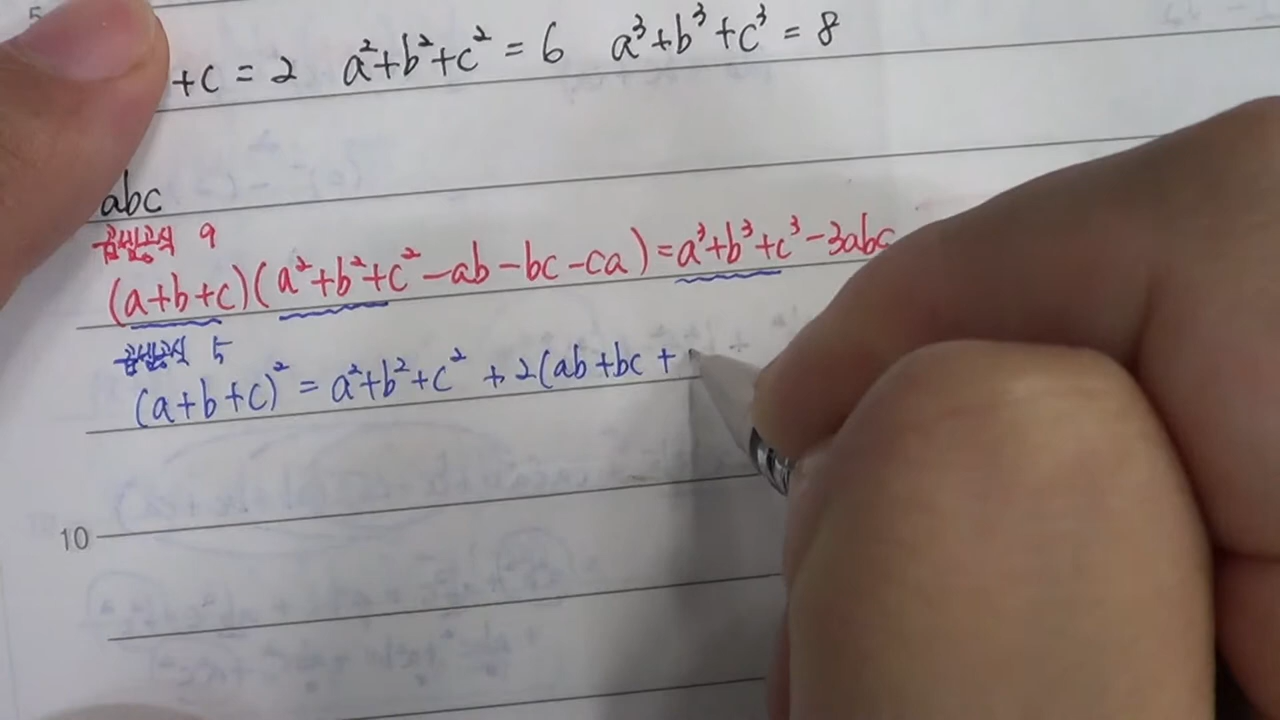 5
+c = 2 a²+b²+c² = 6 a³+b³+c³ = 8
abc
곱셈공식 9
(a+b+c)(a²+b²+c²-ab-bc-ca)=a³+b³+c³-3abc
곱셈공식 5
(a+b+c)² = a²+b²+c² +2(ab+bc+
10